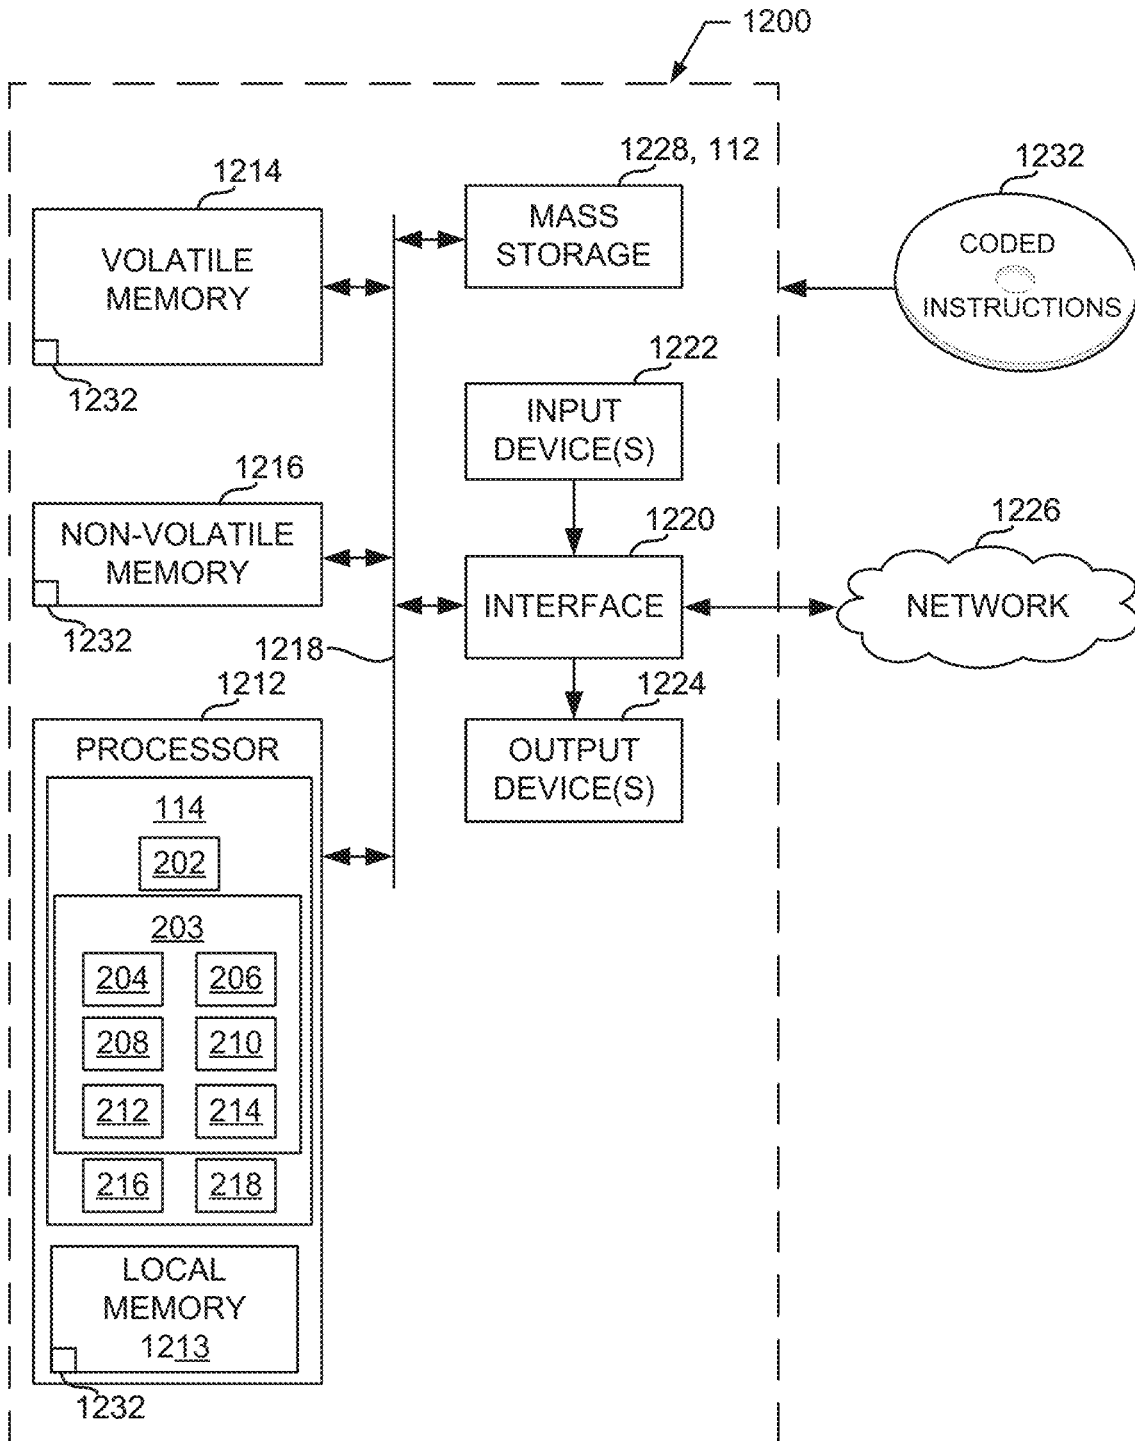 1200
1228, 112
1214
1232
MASS
STORAGE
VOLATILE
MEMORY
CODED
INSTRUCTIONS
1232
1222
INPUT
DEVICE(S)
1216
1220
1226
NON-VOLATILE
MEMORY
INTERFACE
NETWORK
1232
1218
1212
1224
PROCESSOR
OUTPUT
DEVICE(S)
114
202
203
204
206
208
210
212
214
216
218
LOCAL
MEMORY
1213
1232